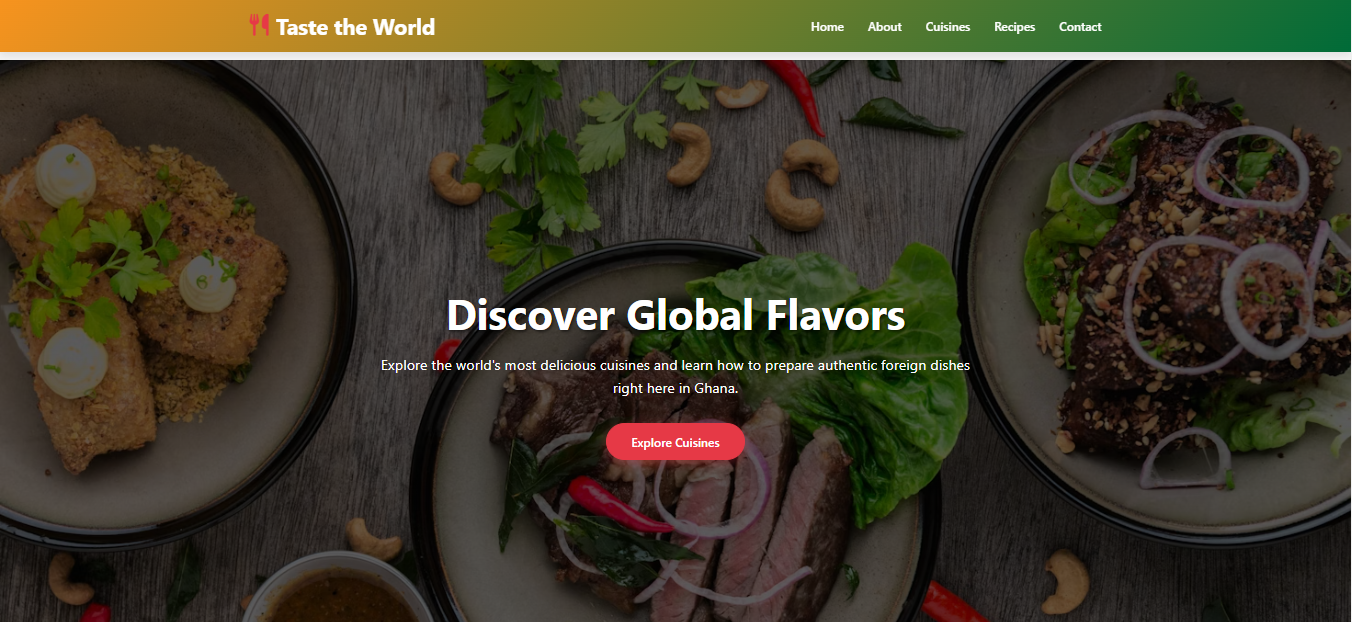 Taste the World
Home
About
Cuisines
Recipes
Contact
Discover Global Flavors
Explore the world's most delicious cuisines and learn how to prepare authentic foreign dishes
right here in Ghana.
Explore Cuisines